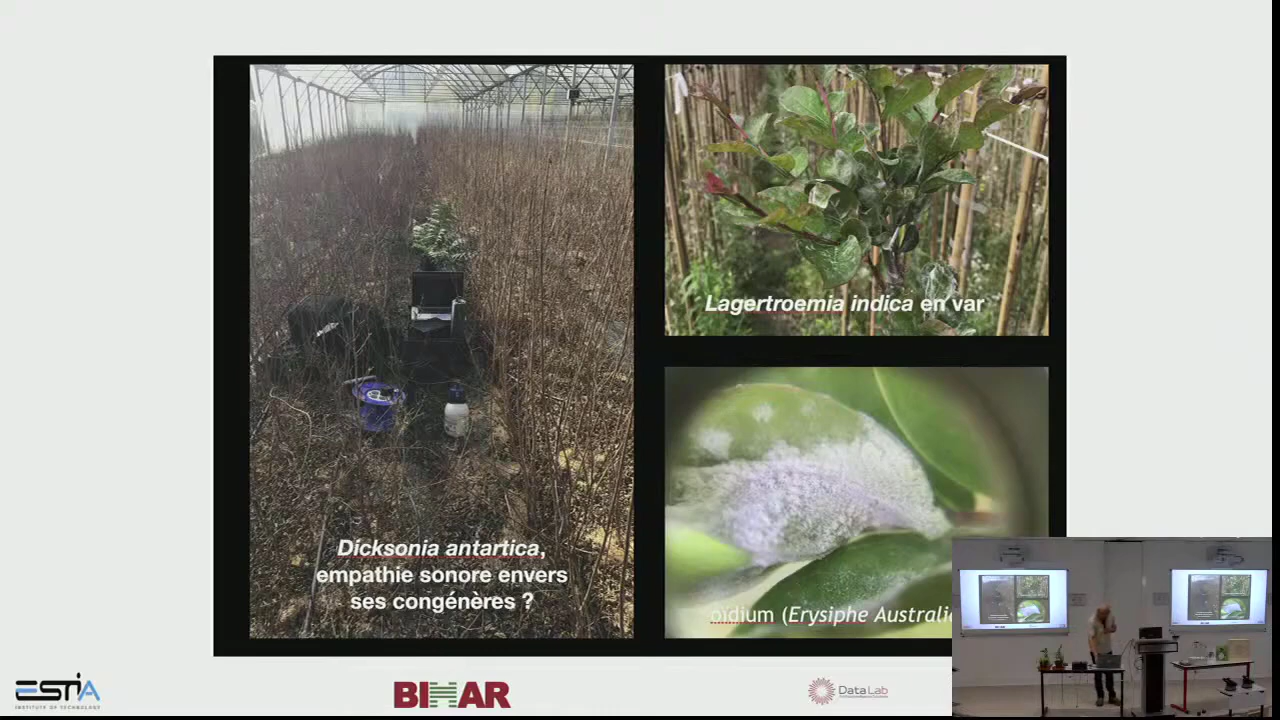 Dicksonia antartica,
empathie sonore envers
ses congénères ?
Lagertroemia indica en var
oïdium (Erysiphe Australi
ESTIA
INSTITUTE OF TECHNOLOGY
BIHAR
DataLab